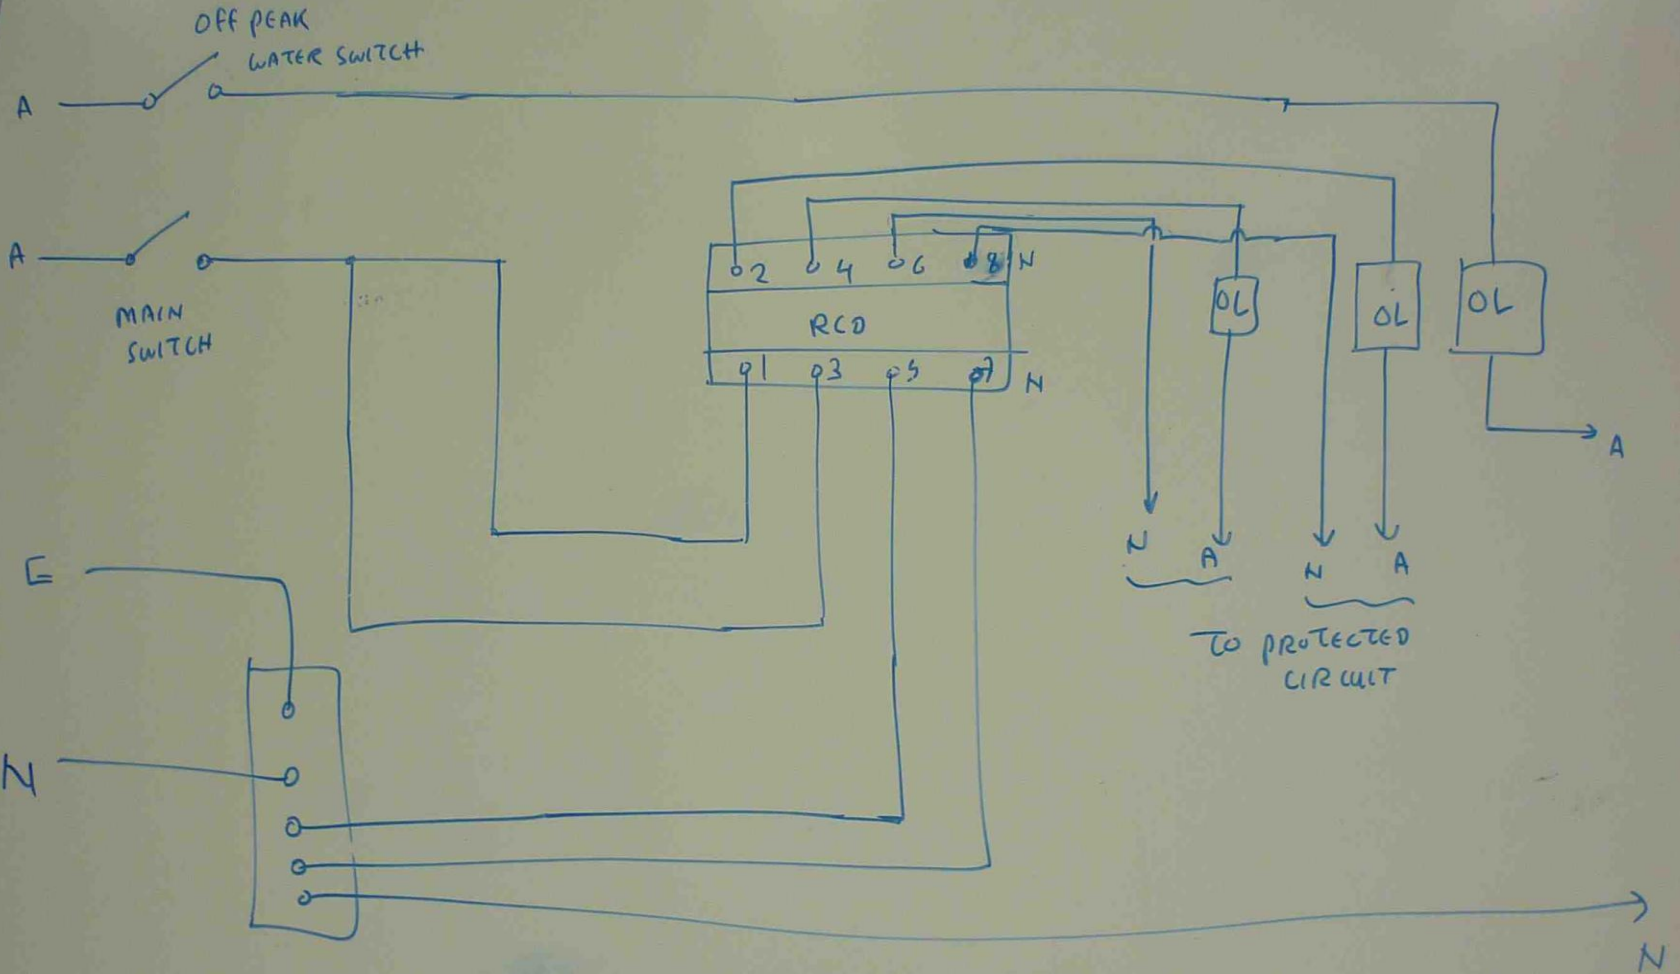 OFF PEAK
WATER SWITCH
A
A
MAIN
SWITCH
2 4 6 8 N
RCD
1 3 5 7 N
OL
OL
OL
A
N A
N A
TO PROTECTED
CIRCUIT
E
N
N